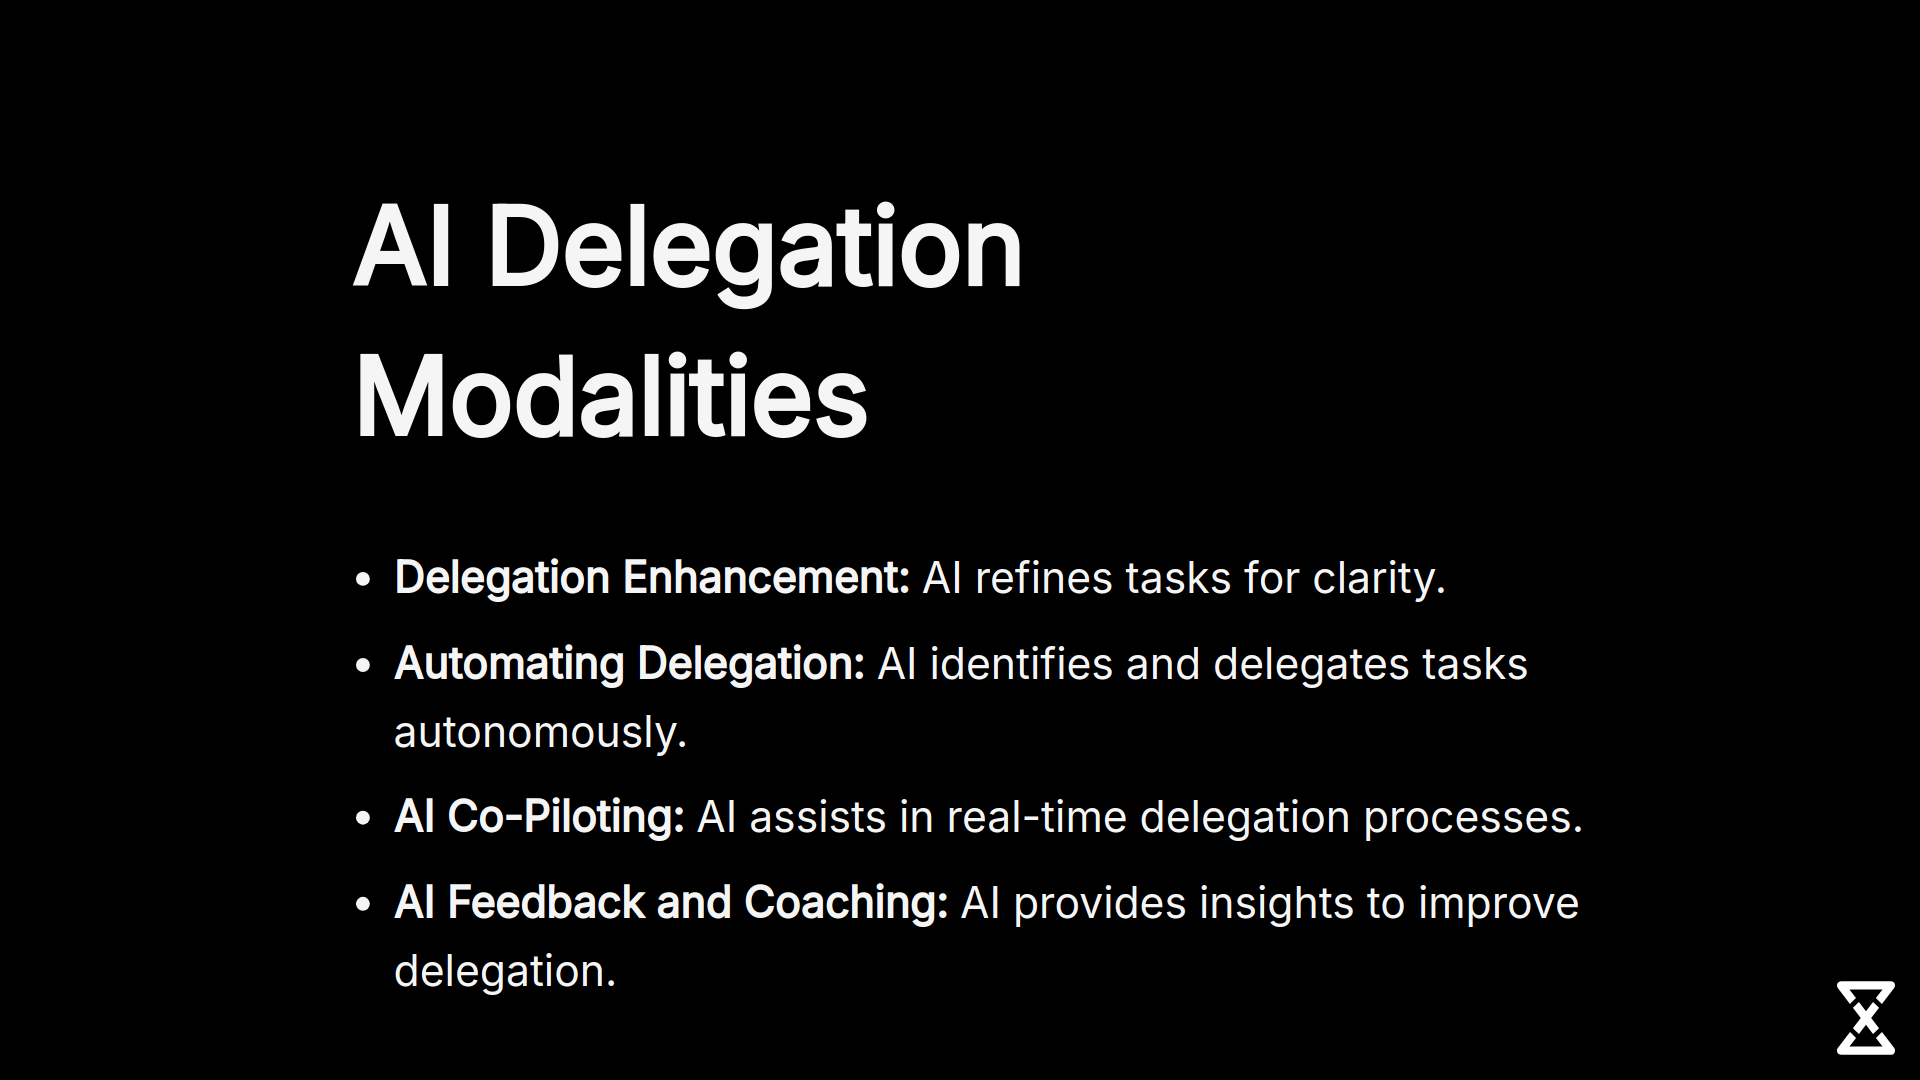 AI Delegation
Modalities
• Delegation Enhancement: AI refines tasks for clarity.
• Automating Delegation: AI identifies and delegates tasks
autonomously.
• AI Co-Piloting: AI assists in real-time delegation processes.
• AI Feedback and Coaching: AI provides insights to improve
delegation.